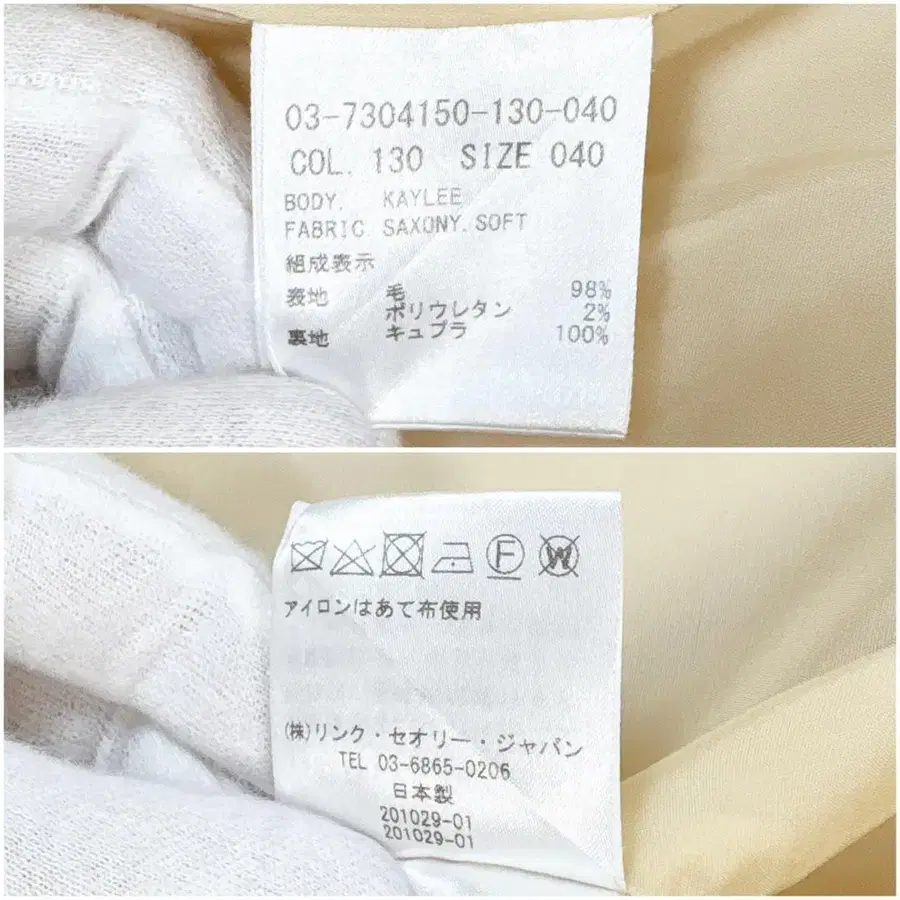 03-7304150-130-040
COL. 130 SIZE 040
BODY. KAYLEE
FABRIC. SAXONY.SOFT
組成表示
表地 毛 98%
ポリウレタン 2%
裏地 キュプラ 100%
F W
アイロンはあて布使用
(株)リンク・セオリー・ジャパン
TEL 03-6865-0206
日本製
201029-01
201029-01